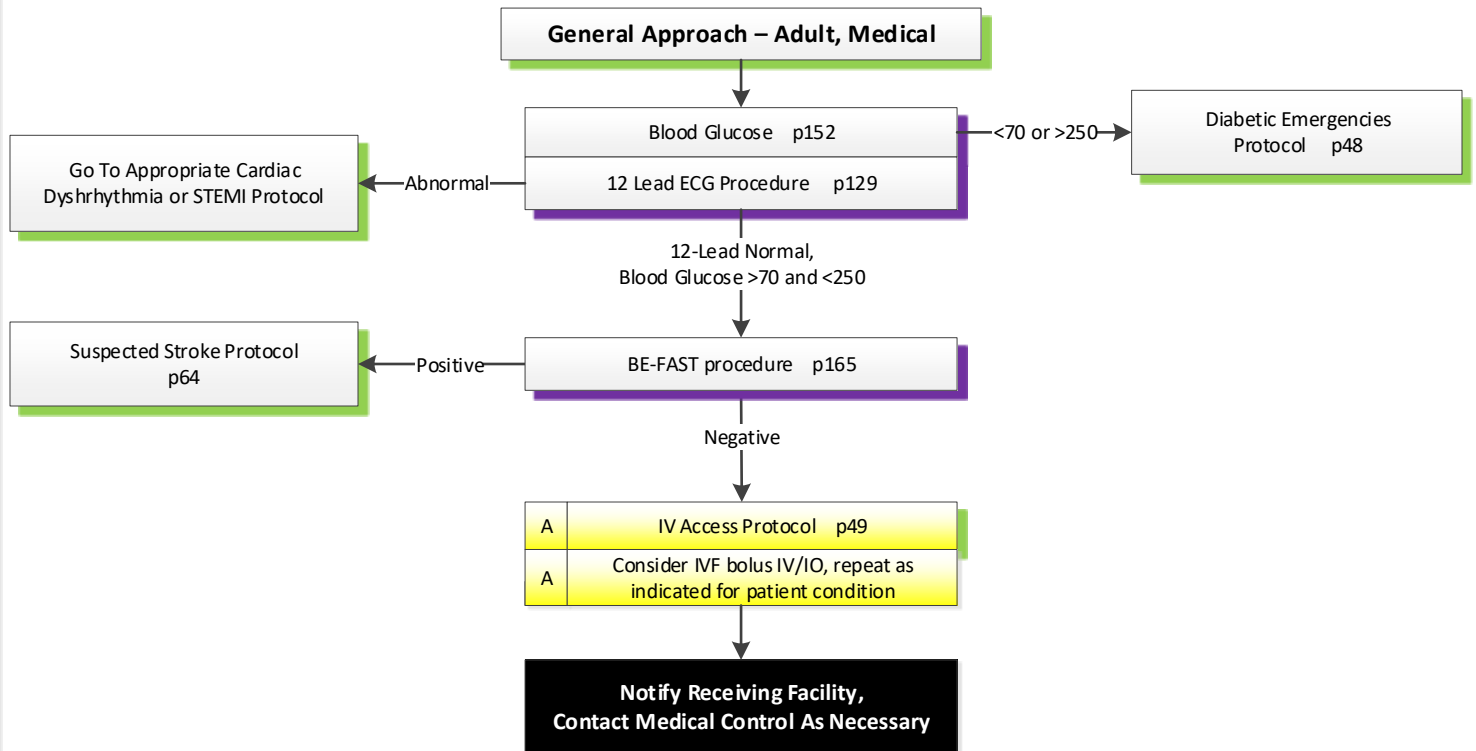 General Approach – Adult, Medical
Blood Glucose p152
<70 or >250
Diabetic Emergencies
Protocol p48
Go To Appropriate Cardiac
Dyshrhythmia or STEMI Protocol
Abnormal
12 Lead ECG Procedure p129
12-Lead Normal,
Blood Glucose >70 and <250
Suspected Stroke Protocol
p64
Positive
BE-FAST procedure p165
Negative
A IV Access Protocol p49
A Consider IVF bolus IV/IO, repeat as
indicated for patient condition
Notify Receiving Facility,
Contact Medical Control As Necessary